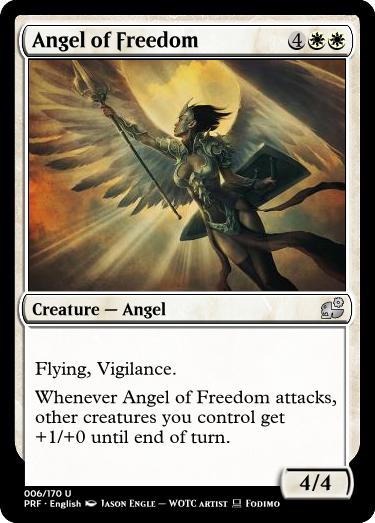 Angel of Freedom 4
Creature — Angel
Flying, Vigilance.
Whenever Angel of Freedom attacks,
other creatures you control get
+1/+0 until end of turn.
4/4
006/170 U
PRF • English Jason Engle — WOTC artist Fodimo